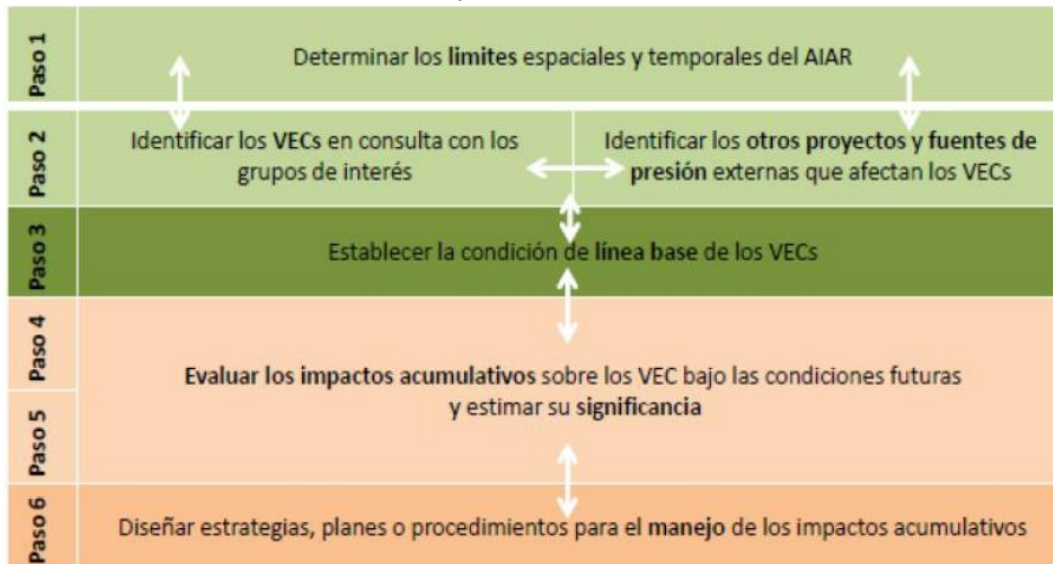 Paso 1
Determinar los limites espaciales y temporales del AIAR
Paso 2
Identificar los VECs en consulta con los
grupos de interés
Identificar los otros proyectos y fuentes de
presión externas que afectan los VECs
Paso 3
Establecer la condición de línea base de los VECs
Paso 4
Evaluar los impactos acumulativos sobre los VEC bajo las condiciones futuras
y estimar su significancia
Paso 5
Paso 6
Diseñar estrategias, planes o procedimientos para el manejo de los impactos acumulativos